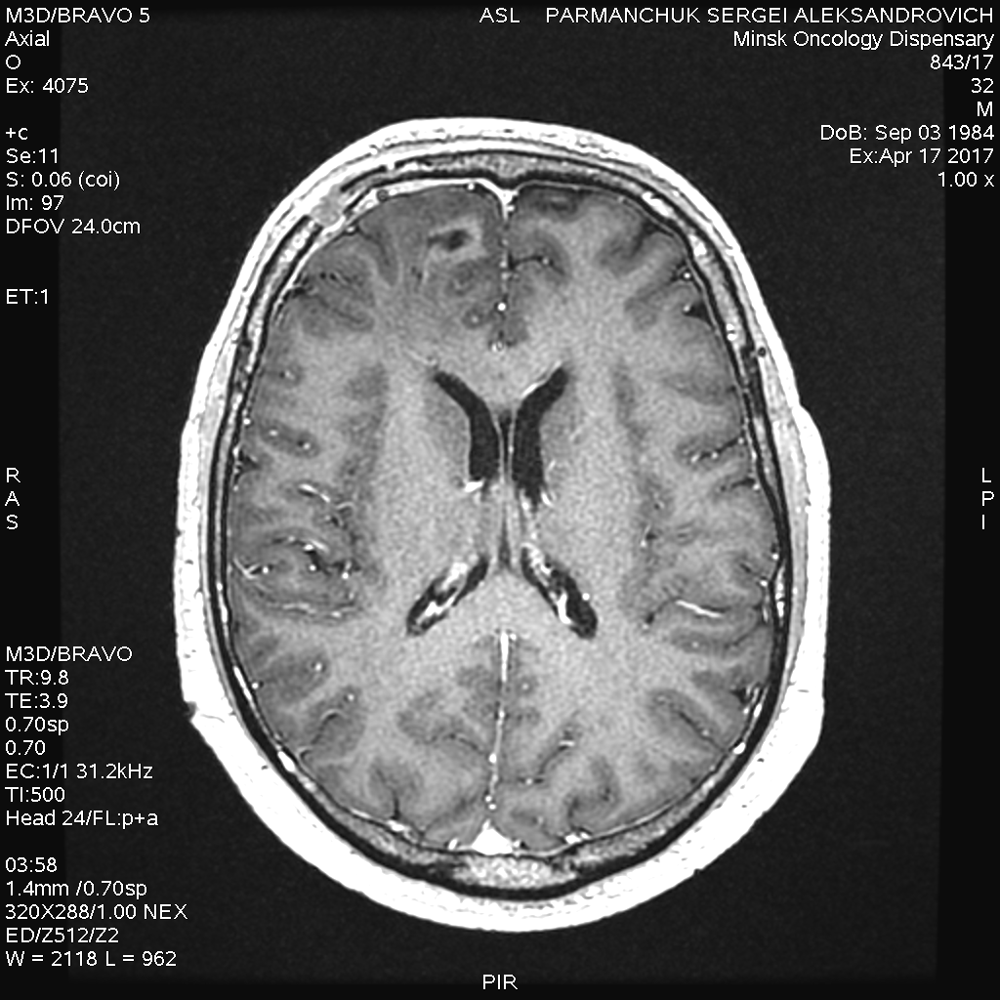 M3D/BRAVO 5
Axial
O
Ex: 4075
+c
Se:11
S: 0.06 (coi)
Im: 97
DFOV 24.0cm
ET:1
ASL PARMANCHUK SERGEI ALEKSANDROVICH
Minsk Oncology Dispensary
843/17
32
M
DoB: Sep 03 1984
Ex:Apr 17 2017
1.00 x
R
A
S
L
P
I
M3D/BRAVO
TR:9.8
TE:3.9
0.70sp
0.70
EC:1/1 31.2kHz
TI:500
Head 24/FL:p+a
03:58
1.4mm /0.70sp
320X288/1.00 NEX
ED/Z512/Z2
W = 2118 L = 962
PIR